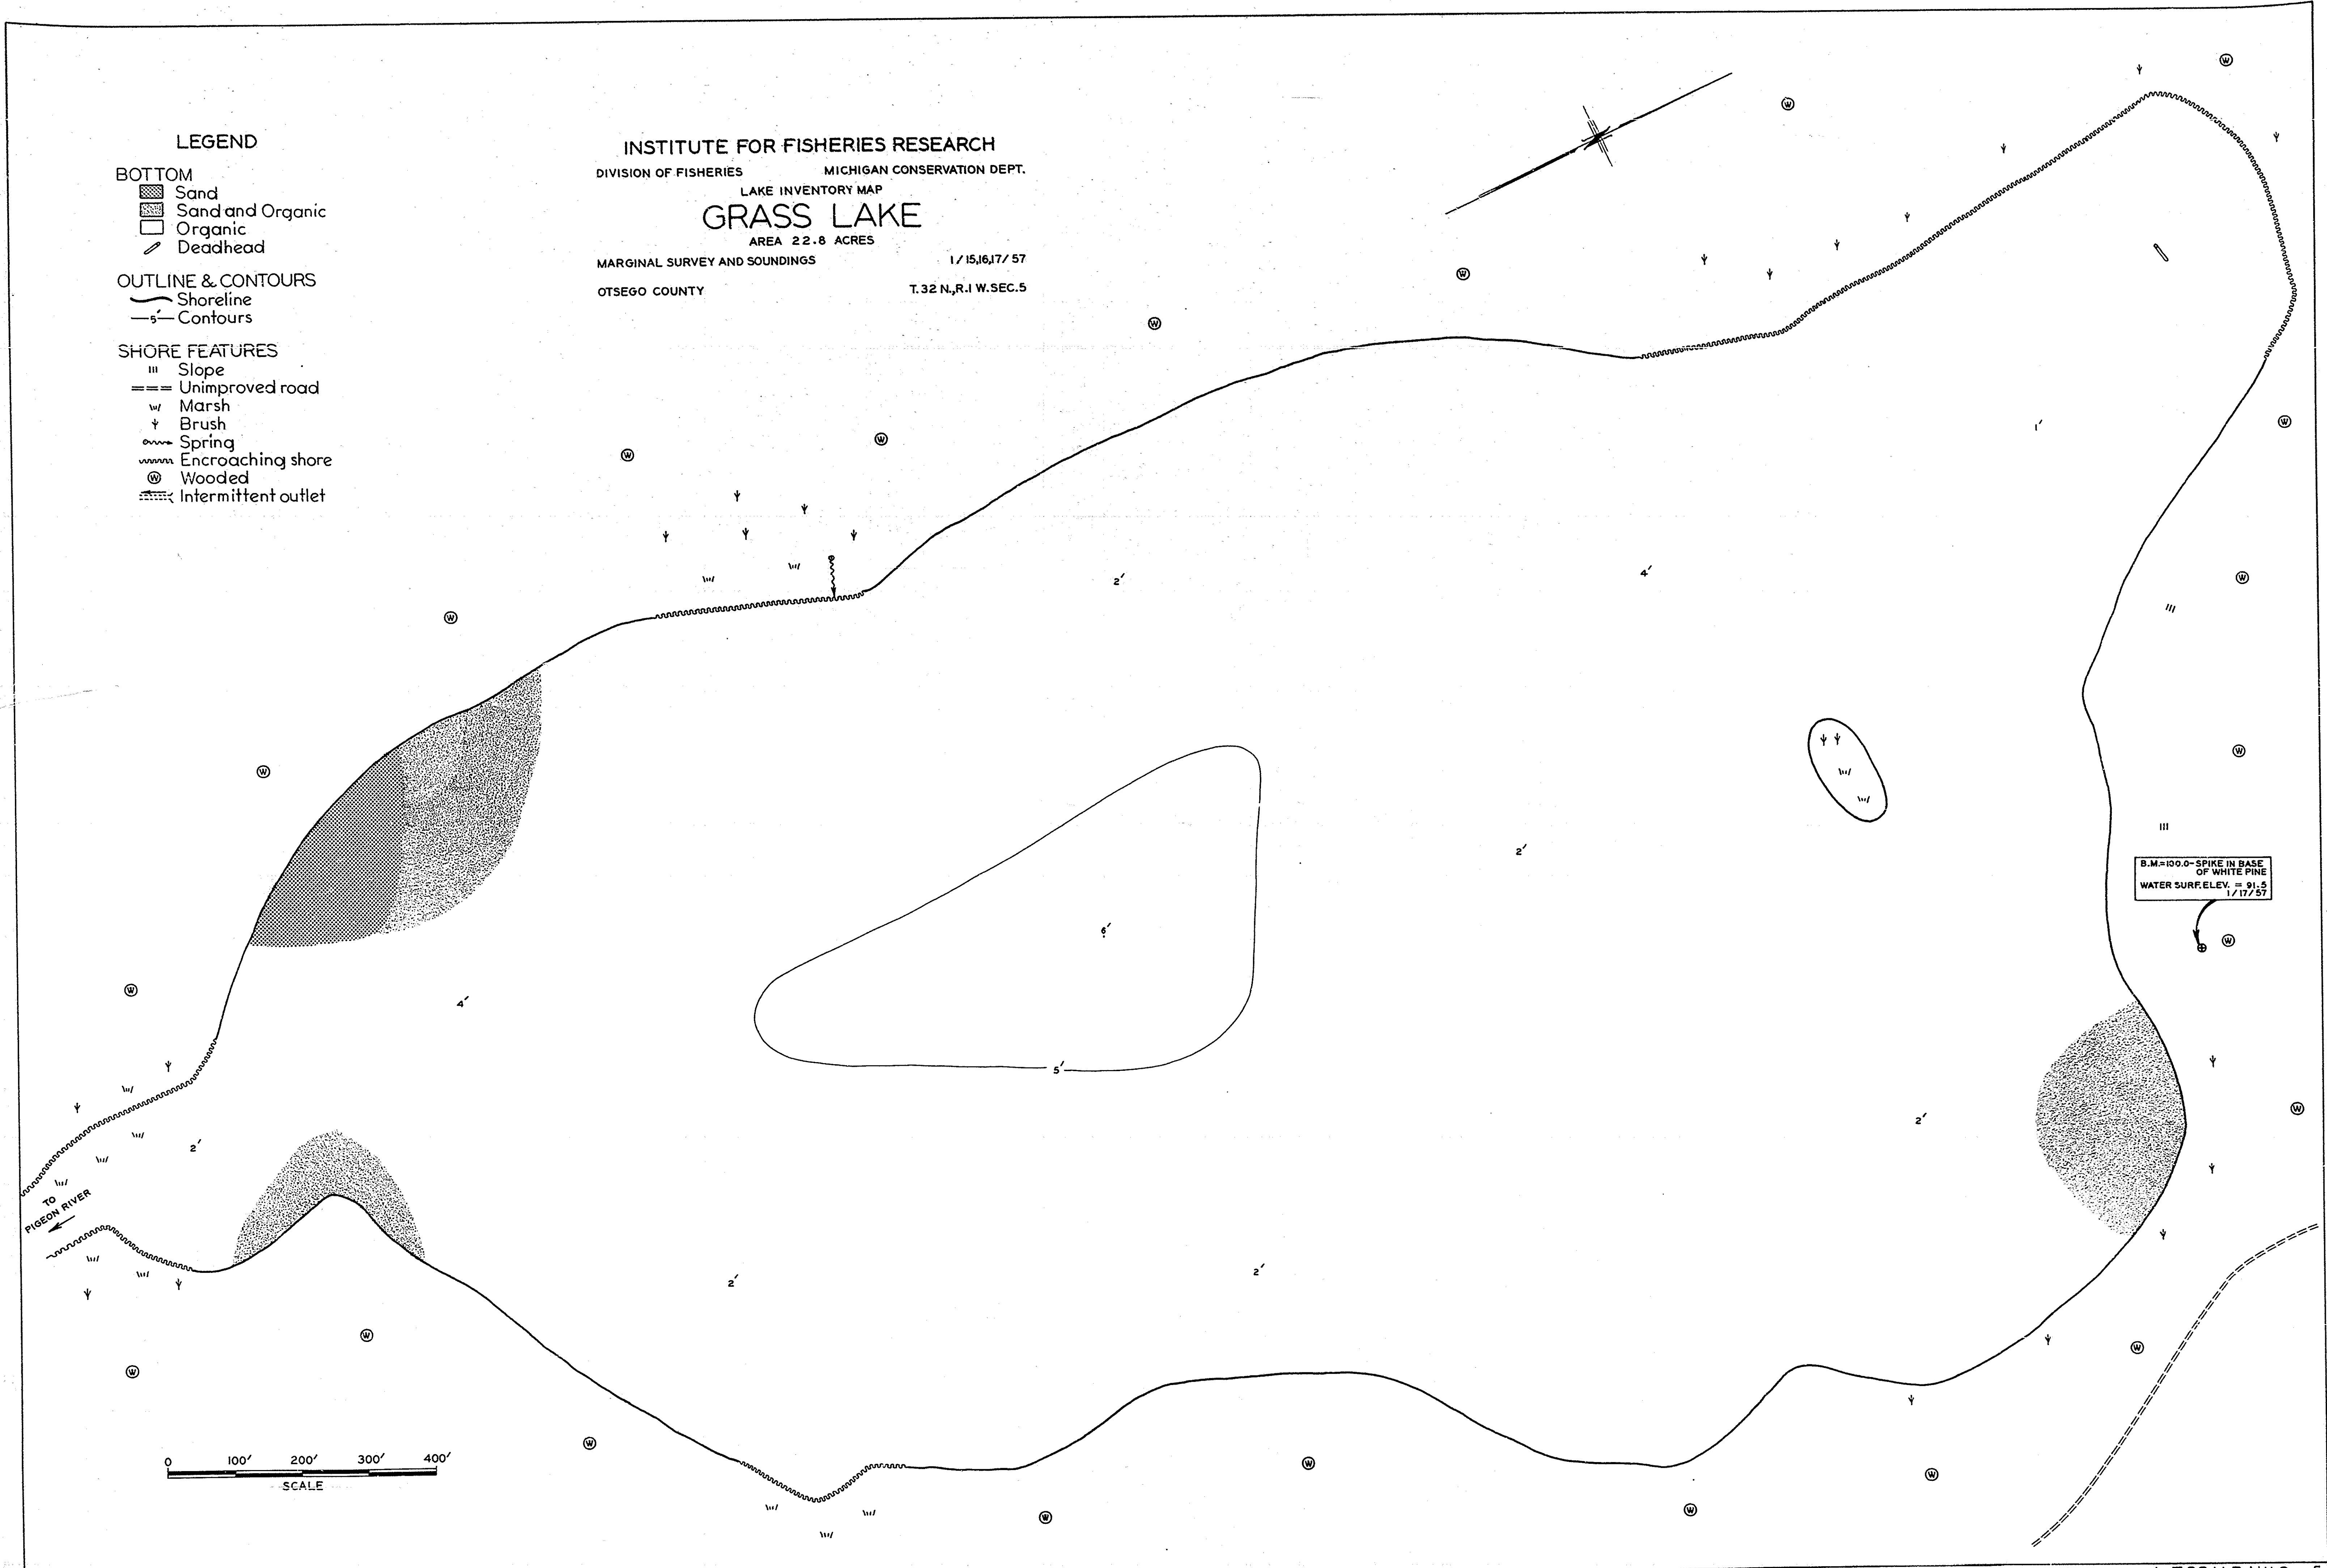 LEGEND
BOTTOM
Sand
Sand and Organic
Organic
Deadhead
OUTLINE & CONTOURS
Shoreline
5' Contours
SHORE FEATURES
Slope
Unimproved road
Marsh
Brush
Spring
Encroaching shore
W Wooded
Intermittent outlet
INSTITUTE FOR FISHERIES RESEARCH
DIVISION OF FISHERIES MICHIGAN CONSERVATION DEPT.
LAKE INVENTORY MAP
GRASS LAKE
AREA 22.8 ACRES
MARGINAL SURVEY AND SOUNDINGS 1/15,16,17/57
OTSEGO COUNTY T.32 N.,R.1 W.SEC.5
W
W
W
W
W
W
W
1'
2'
4'
W
W
W
W
2'
B.M.=100.0-SPIKE IN BASE
OF WHITE PINE
WATER SURF. ELEV. = 91.5
1/17/57
6'
W
W
4'
5'
W
2'
2'
TO
PIGEON RIVER
2'
2'
W
W
W
W
W
W
W
W
0 100' 200' 300' 400'
SCALE